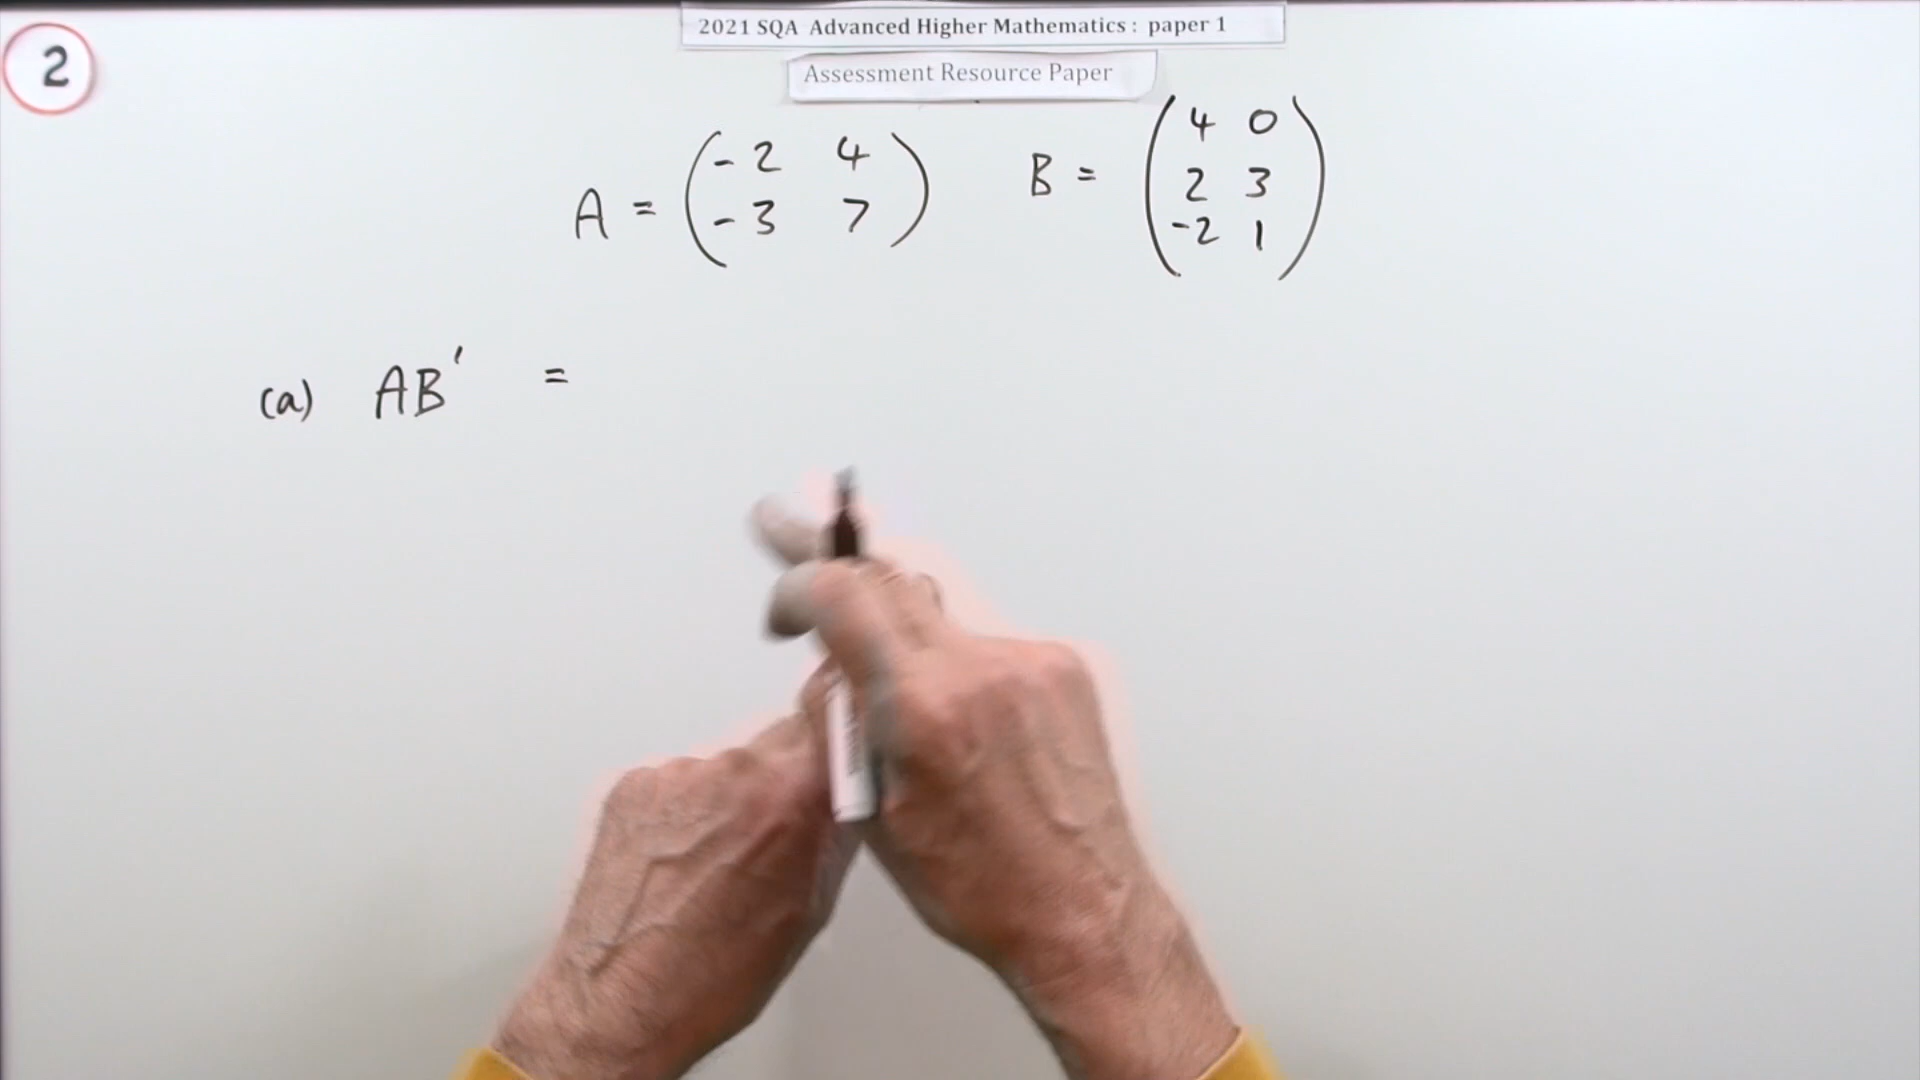 2
2021 SQA Advanced Higher Mathematics : paper 1
Assessment Resource Paper
A = ( -2 4
-3 7 )
B = ( 4 0
2 3
-2 1 )
(a) AB' =